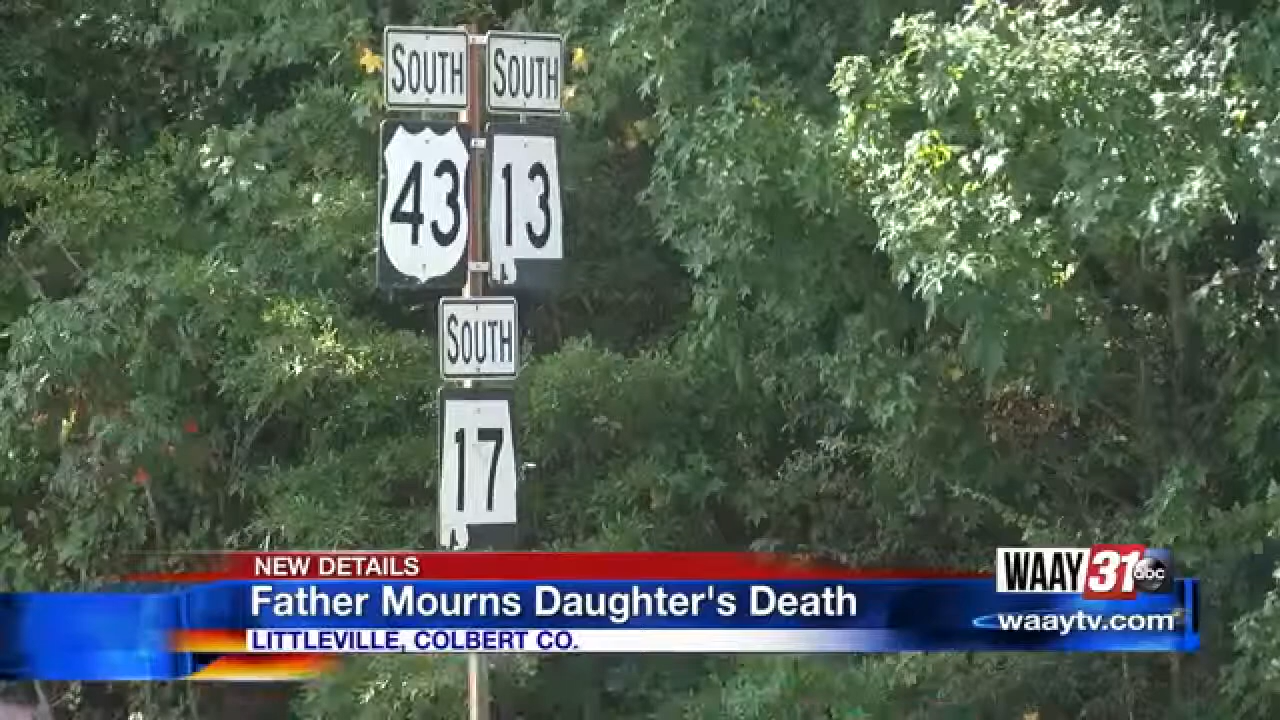 SOUTH SOUTH
43 13
SOUTH
17
NEW DETAILS
Father Mourns Daughter's Death
LITTLEVILLE, COLBERT CO.
WAAY 31 abc
waaytv.com